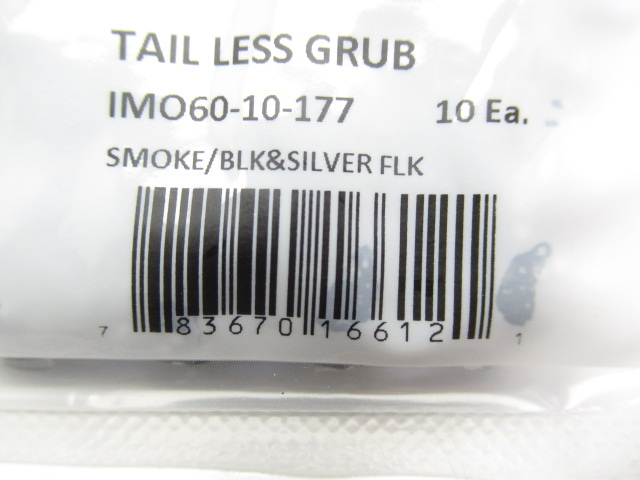 TAIL LESS GRUB
IMO60-10-177 10 Ea.
SMOKE/BLK&SILVER FLK
7 83670 16612 1